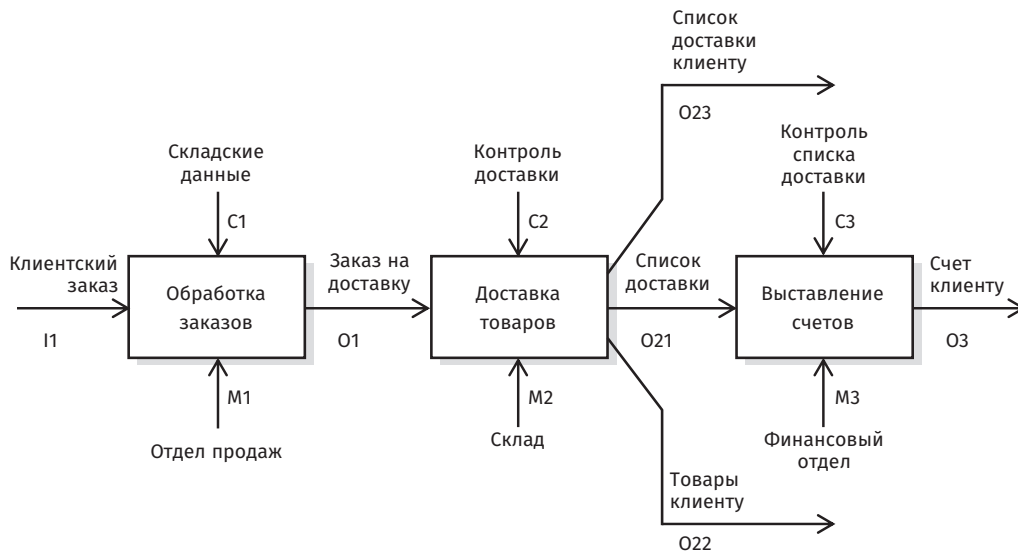 Список
доставки
клиенту
O23
Складские
данные
C1
Контроль
доставки
C2
Контроль
списка
доставки
C3
Клиентский
заказ
I1
Обработка
заказов
Заказ на
доставку
O1
Доставка
товаров
Список
доставки
O21
Выставление
счетов
Счет
клиенту
O3
M1
Отдел продаж
M2
Склад
M3
Финансовый
отдел
Товары
клиенту
O22